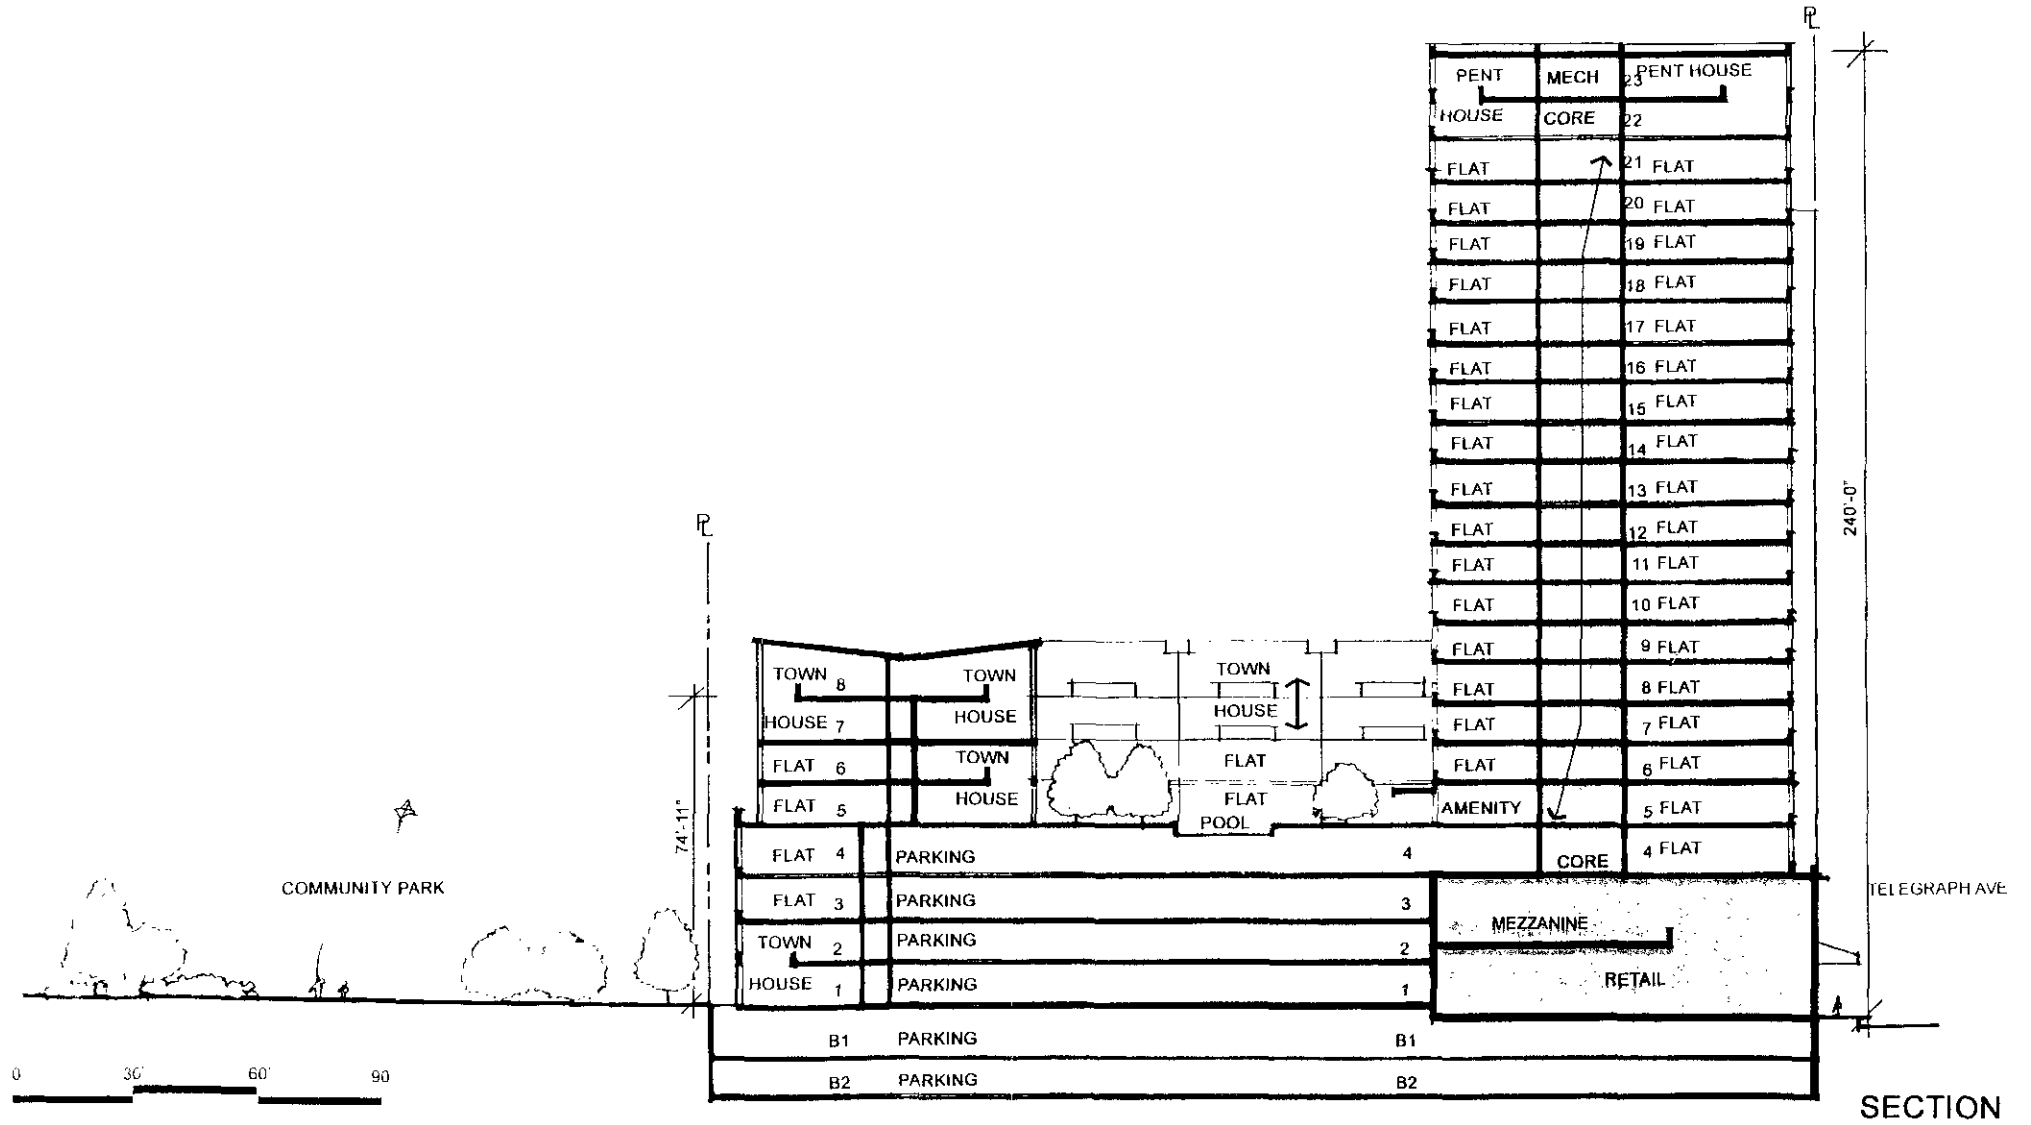 PL
PENT MECH 23 PENT HOUSE
HOUSE CORE 22
FLAT 21 FLAT
FLAT 20 FLAT
FLAT 19 FLAT
FLAT 18 FLAT
FLAT 17 FLAT
FLAT 16 FLAT
FLAT 15 FLAT
FLAT 14 FLAT
FLAT 13 FLAT
240'-0"
PL
FLAT 12 FLAT
FLAT 11 FLAT
FLAT 10 FLAT
FLAT 9 FLAT
TOWN 8 TOWN TOWN FLAT 8 FLAT
HOUSE 7 HOUSE HOUSE FLAT 7 FLAT
FLAT 6 TOWN FLAT FLAT 6 FLAT
FLAT 5 HOUSE FLAT AMENITY 5 FLAT
POOL
74'-11"
FLAT 4 PARKING 4 CORE 4 FLAT
COMMUNITY PARK TELEGRAPH AVE
FLAT 3 PARKING 3
MEZZANINE
TOWN 2 PARKING 2
HOUSE 1 PARKING 1 RETAIL
B1 PARKING B1
0 30' 60' 90
B2 PARKING B2
SECTION